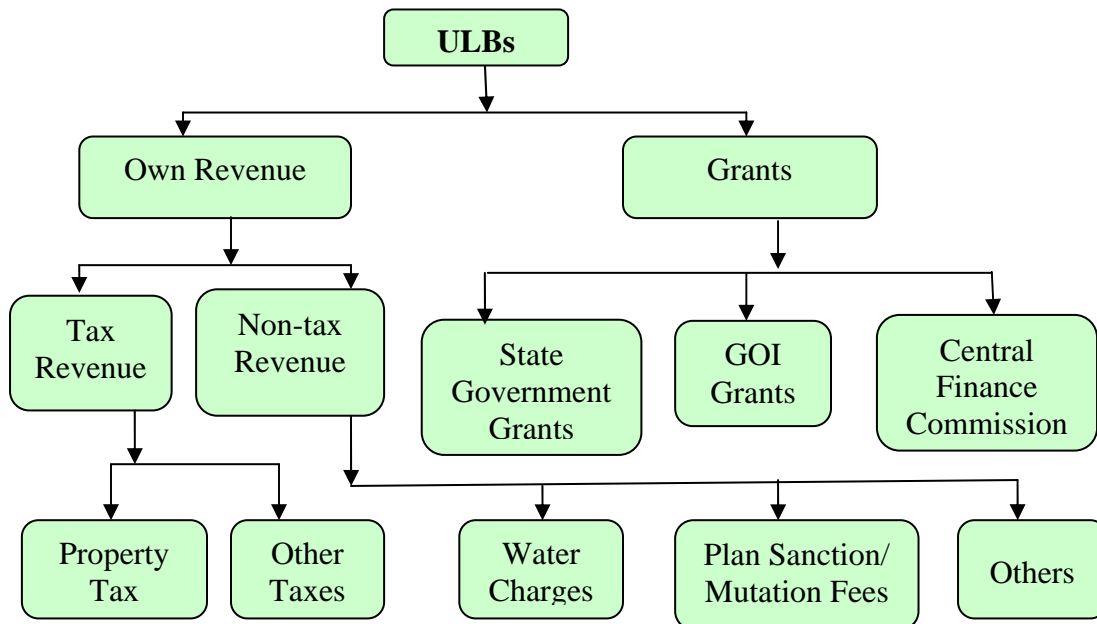 ULBs
Own Revenue
Grants
Tax
Revenue
Non-tax
Revenue
State
Government
Grants
GOI
Grants
Central
Finance
Commission
Property
Tax
Other
Taxes
Water
Charges
Plan Sanction/
Mutation Fees
Others